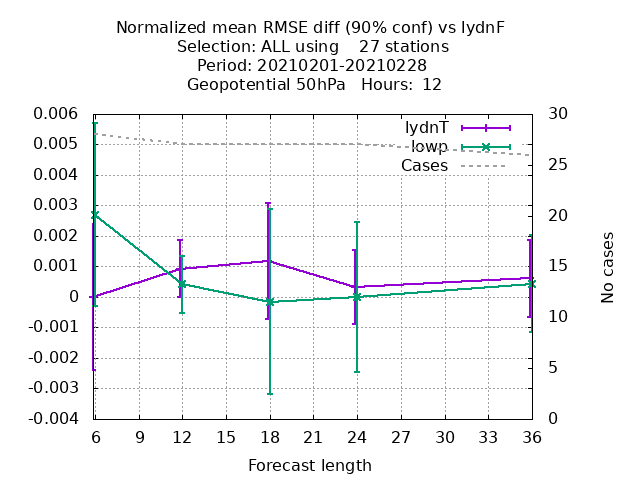 Normalized mean RMSE diff (90% conf) vs lydnF
Selection: ALL using    27 stations
Period: 20210201-20210228
Geopotential 50hPa   Hours:  12
lydnT
lowp
Cases
0.006
0.005
0.004
0.003
0.002
0.001
0
-0.001
-0.002
-0.003
-0.004
30
25
20
15
10
5
0
No cases
6 9 12 15 18 21 24 27 30 33 36
Forecast length